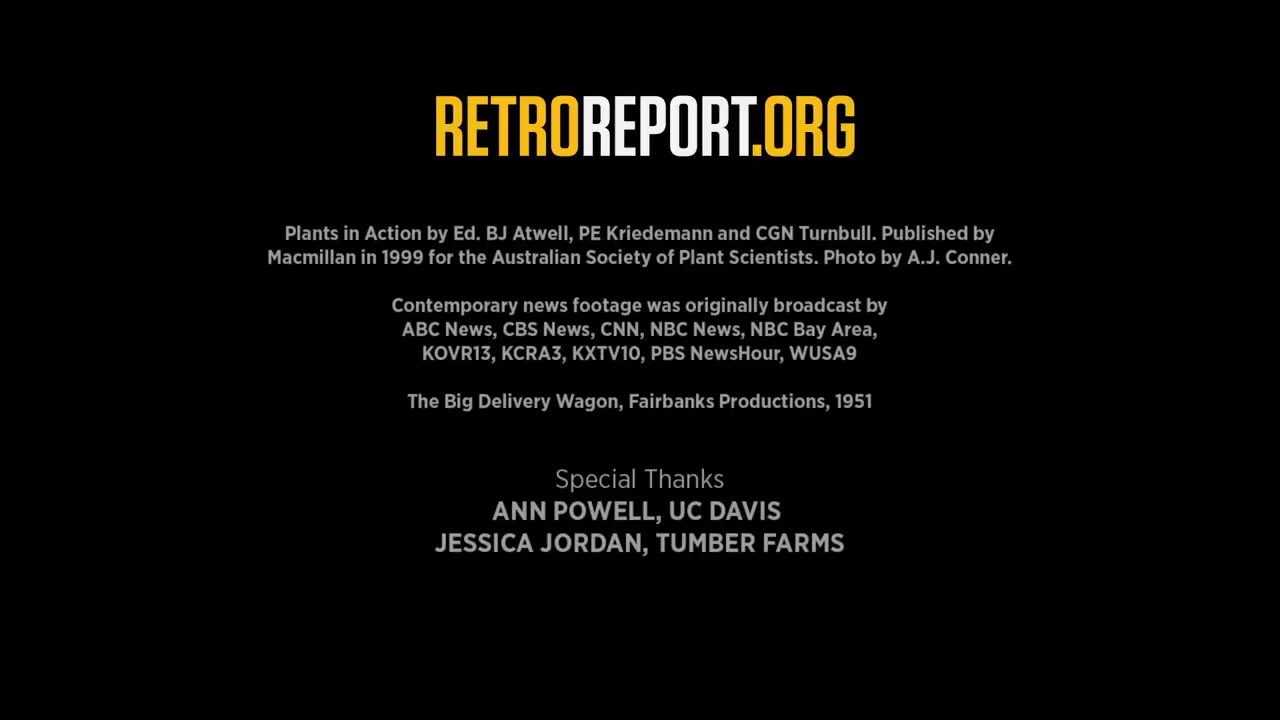 RETROREPORT.ORG
Plants in Action by Ed. BJ Atwell, PE Kriedemann and CGN Turnbull. Published by
Macmillan in 1999 for the Australian Society of Plant Scientists. Photo by A.J. Conner.
Contemporary news footage was originally broadcast by
ABC News, CBS News, CNN, NBC News, NBC Bay Area,
KOVR13, KCRA3, KXTV10, PBS NewsHour, WUSA9
The Big Delivery Wagon, Fairbanks Productions, 1951
Special Thanks
ANN POWELL, UC DAVIS
JESSICA JORDAN, TUMBER FARMS